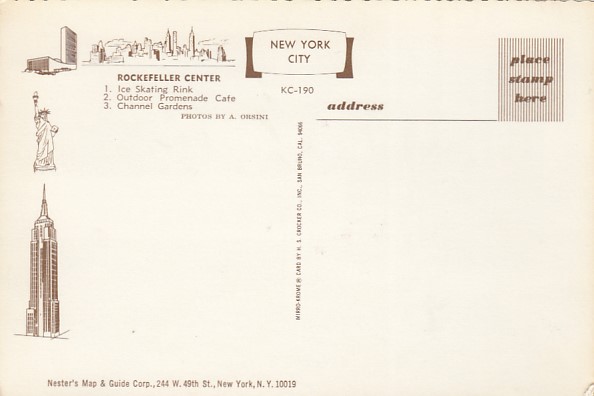 NEW YORK
CITY
KC-190
ROCKEFELLER CENTER
1. Ice Skating Rink
2. Outdoor Promenade Cafe
3. Channel Gardens
PHOTOS BY A. ORSINI
place
stamp
here
address
MIRRO-KROME ® CARD BY H. S. CROCKER CO., INC., SAN BRUNO, CAL. 94066
Nester's Map & Guide Corp., 244 W. 49th St., New York, N. Y. 10019